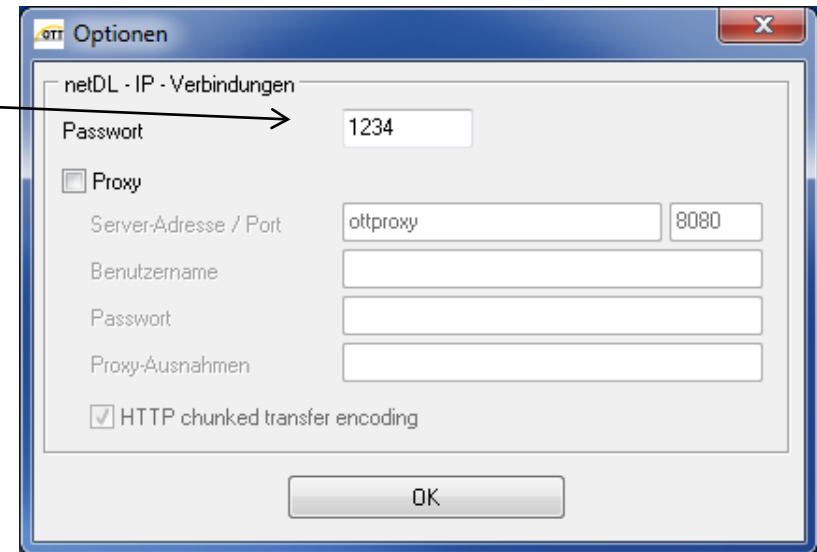 OTT Optionen
netDL - IP - Verbindungen
Passwort 1234
Proxy
Server-Adresse / Port ottproxy 8080
Benutzername
Passwort
Proxy-Ausnahmen
HTTP chunked transfer encoding
OK